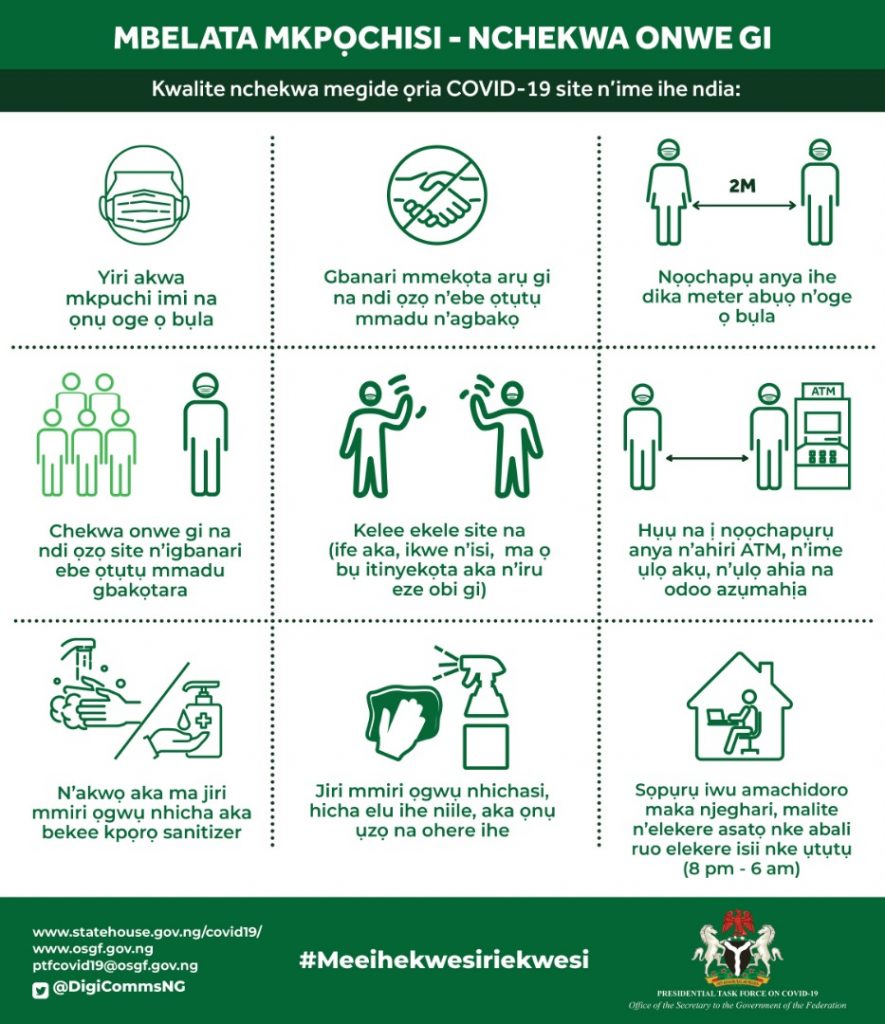 MBELATA MKPỌCHISI - NCHEKWA ONWE GI
Kwalite nchekwa megide ọria COVID-19 site n'ime ihe ndia:
Yiri akwa
mkpuchi imi na
ọnụ oge ọ bụla
Gbanari mmekọta arụ gi
na ndi ọzọ n'ebe ọtụtụ
mmadu n'agbakọ
2M
Nọọchapụ anya ihe
dika meter abụọ n'oge
ọ bụla
Chekwa onwe gi na
ndi ọzọ site n'igbanari
ebe ọtụtụ mmadu
gbakọtara
Kelee ekele site na
(ife aka, ikwe n'isi, ma ọ
bụ itinyekọta aka n'iru
eze obi gi)
ATM
Hụụ na ị nọọchapụrụ
anya n'ahiri ATM, n'ime
ụlọ akụ, n'ụlọ ahia na
odoo azụmahịa
N'akwọ aka ma jiri
mmiri ọgwụ nhicha aka
bekee kpọrọ sanitizer
Jiri mmiri ọgwụ nhichasi,
hicha elu ihe niile, aka ọnụ
ụzọ na ohere ihe
Sọpụrụ iwu amachidoro
maka njeghari, malite
n'elekere asatọ nke abali
ruo elekere isii nke ụtụtụ
(8 pm - 6 am)
www.statehouse.gov.ng/covid19/
www.osgf.gov.ng
ptfcovid19@osgf.gov.ng
@DigiCommsNG
#Meeihekwesiriekwesi
PRESIDENTIAL TASK FORCE ON COVID-19
Office of the Secretary to the Government of the Federation